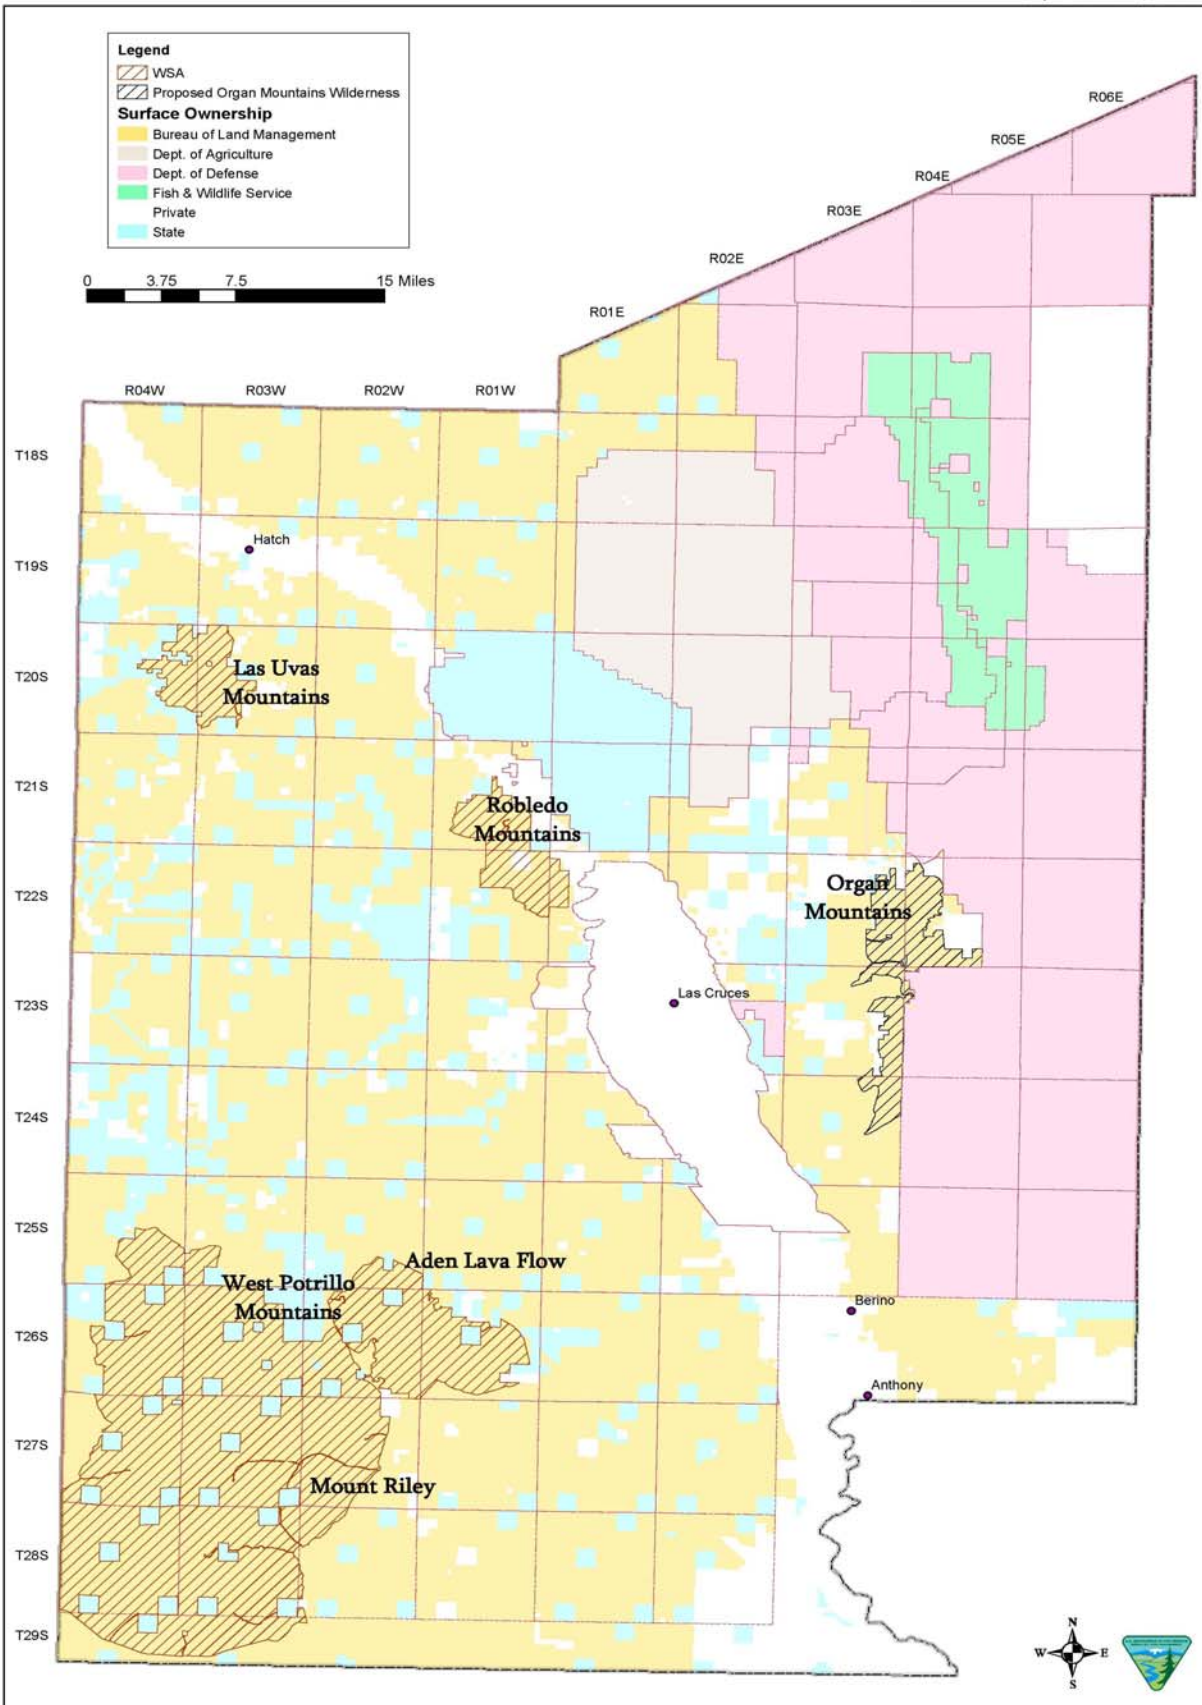 Legend
WSA
Proposed Organ Mountains Wilderness
Surface Ownership
Bureau of Land Management
Dept. of Agriculture
Dept. of Defense
Fish & Wildlife Service
Private
State
0 3.75 7.5 15 Miles
R06E
R05E
R04E
R03E
R02E
R01E
R04W R03W R02W R01W
T18S
Hatch
T19S
Las Uvas
Mountains
T20S
T21S
Robledo
Mountains
Organ
Mountains
T22S
Las Cruces
T23S
T24S
T25S
Aden Lava Flow
West Potrillo
Mountains
Berino
T26S
Anthony
T27S
Mount Riley
T28S
T29S
N
W E
S